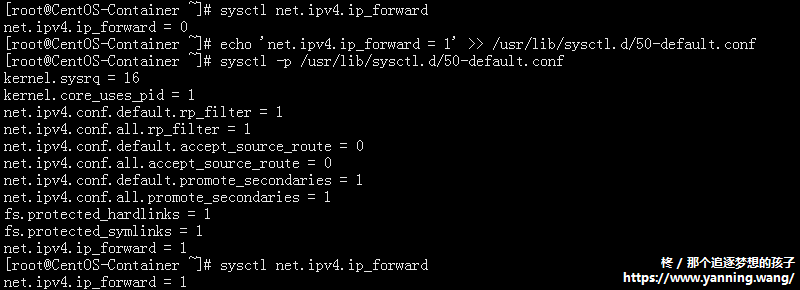 [root@CentOS-Container ~]# sysctl net.ipv4.ip_forward
net.ipv4.ip_forward = 0
[root@CentOS-Container ~]# echo 'net.ipv4.ip_forward = 1' >> /usr/lib/sysctl.d/50-default.conf
[root@CentOS-Container ~]# sysctl -p /usr/lib/sysctl.d/50-default.conf
kernel.sysrq = 16
kernel.core_uses_pid = 1
net.ipv4.conf.default.rp_filter = 1
net.ipv4.conf.all.rp_filter = 1
net.ipv4.conf.default.accept_source_route = 0
net.ipv4.conf.all.accept_source_route = 0
net.ipv4.conf.default.promote_secondaries = 1
net.ipv4.conf.all.promote_secondaries = 1
fs.protected_hardlinks = 1
fs.protected_symlinks = 1
net.ipv4.ip_forward = 1
[root@CentOS-Container ~]# sysctl net.ipv4.ip_forward
net.ipv4.ip_forward = 1
柊 / 那个追逐梦想的孩子
https://www.yanning.wang/